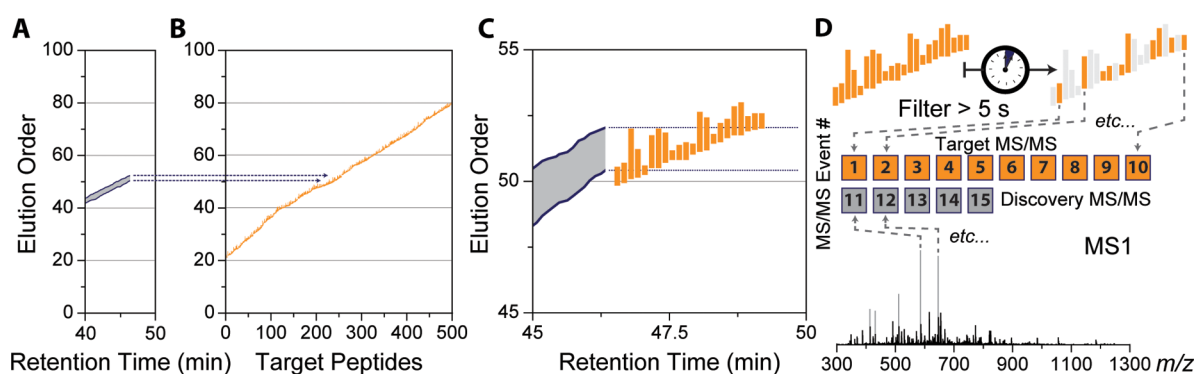 A
B
C
D
100
80
60
40
20
0
Elution Order
40
50
Retention Time (min)
100
80
60
40
20
0
0
100
200
300
400
500
Target Peptides
55
50
45
Elution Order
45
47.5
50
Retention Time (min)
Filter > 5 s
etc...
Target MS/MS
MS/MS Event #
1 2 3 4 5 6 7 8 9 10
11 12 13 14 15 Discovery MS/MS
etc...
MS1
300 500 700 900 1100 1300 m/z